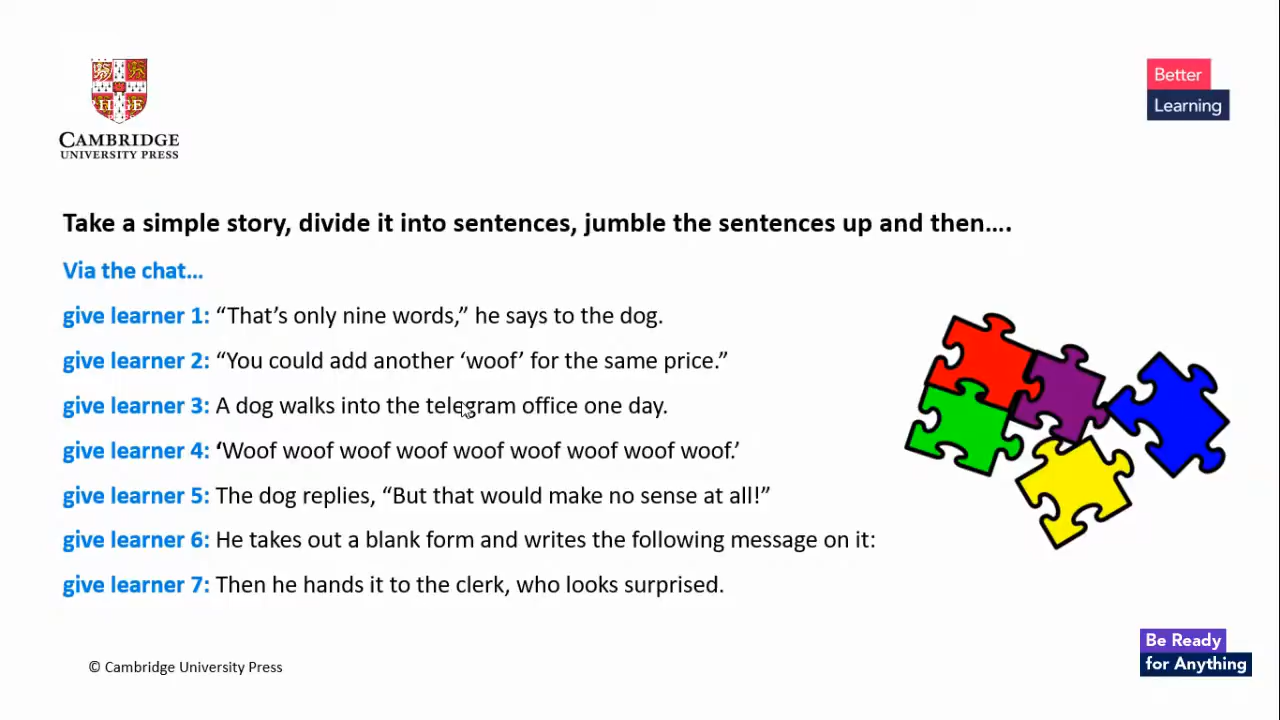 CAMBRIDGE
UNIVERSITY PRESS
Better
Learning
Take a simple story, divide it into sentences, jumble the sentences up and then….
Via the chat…
give learner 1: “That’s only nine words,” he says to the dog.
give learner 2: “You could add another ‘woof’ for the same price.”
give learner 3: A dog walks into the telegram office one day.
give learner 4: ‘Woof woof woof woof woof woof woof woof woof.’
give learner 5: The dog replies, “But that would make no sense at all!”
give learner 6: He takes out a blank form and writes the following message on it:
give learner 7: Then he hands it to the clerk, who looks surprised.
Be Ready
for Anything
© Cambridge University Press